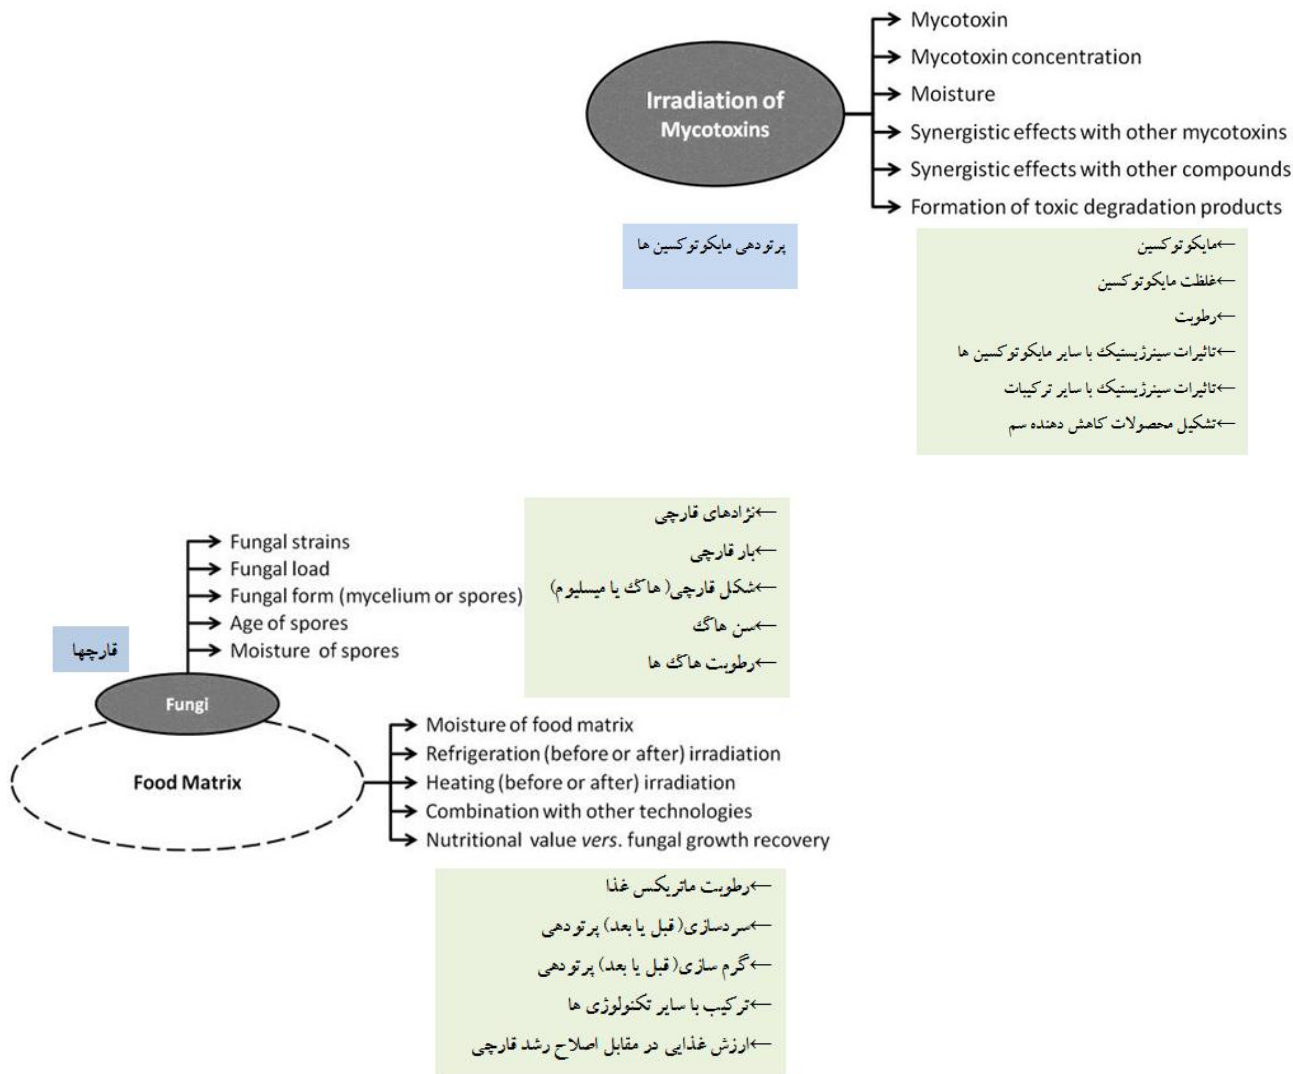 Irradiation of
Mycotoxins
Mycotoxin
Mycotoxin concentration
Moisture
Synergistic effects with other mycotoxins
Synergistic effects with other compounds
Formation of toxic degradation products
پرتودهی مایکوتوکسین ها
←مایکوتوکسین
←غلظت مایکوتوکسین
←رطوبت
←تاثیرات سینرژیستیک با سایر مایکوتوکسین ها
←تاثیرات سینرژیستیک با سایر ترکیبات
←تشکیل محصولات کاهش دهنده سم
Fungal strains
Fungal load
Fungal form (mycelium or spores)
Age of spores
Moisture of spores
←نژادهای قارچی
←بار قارچی
←شکل قارچی( هاگ یا میسلیوم)
←سن هاگ
←رطوبت هاگ ها
قارچها
Fungi
Food Matrix
Moisture of food matrix
Refrigeration (before or after) irradiation
Heating (before or after) irradiation
Combination with other technologies
Nutritional value vers. fungal growth recovery
←رطوبت ماتریکس غذا
←سردسازی( قبل یا بعد) پرتودهی
←گرم سازی( قبل یا بعد) پرتودهی
←ترکیب با سایر تکنولوژی ها
←ارزش غذایی در مقابل اصلاح رشد قارچی